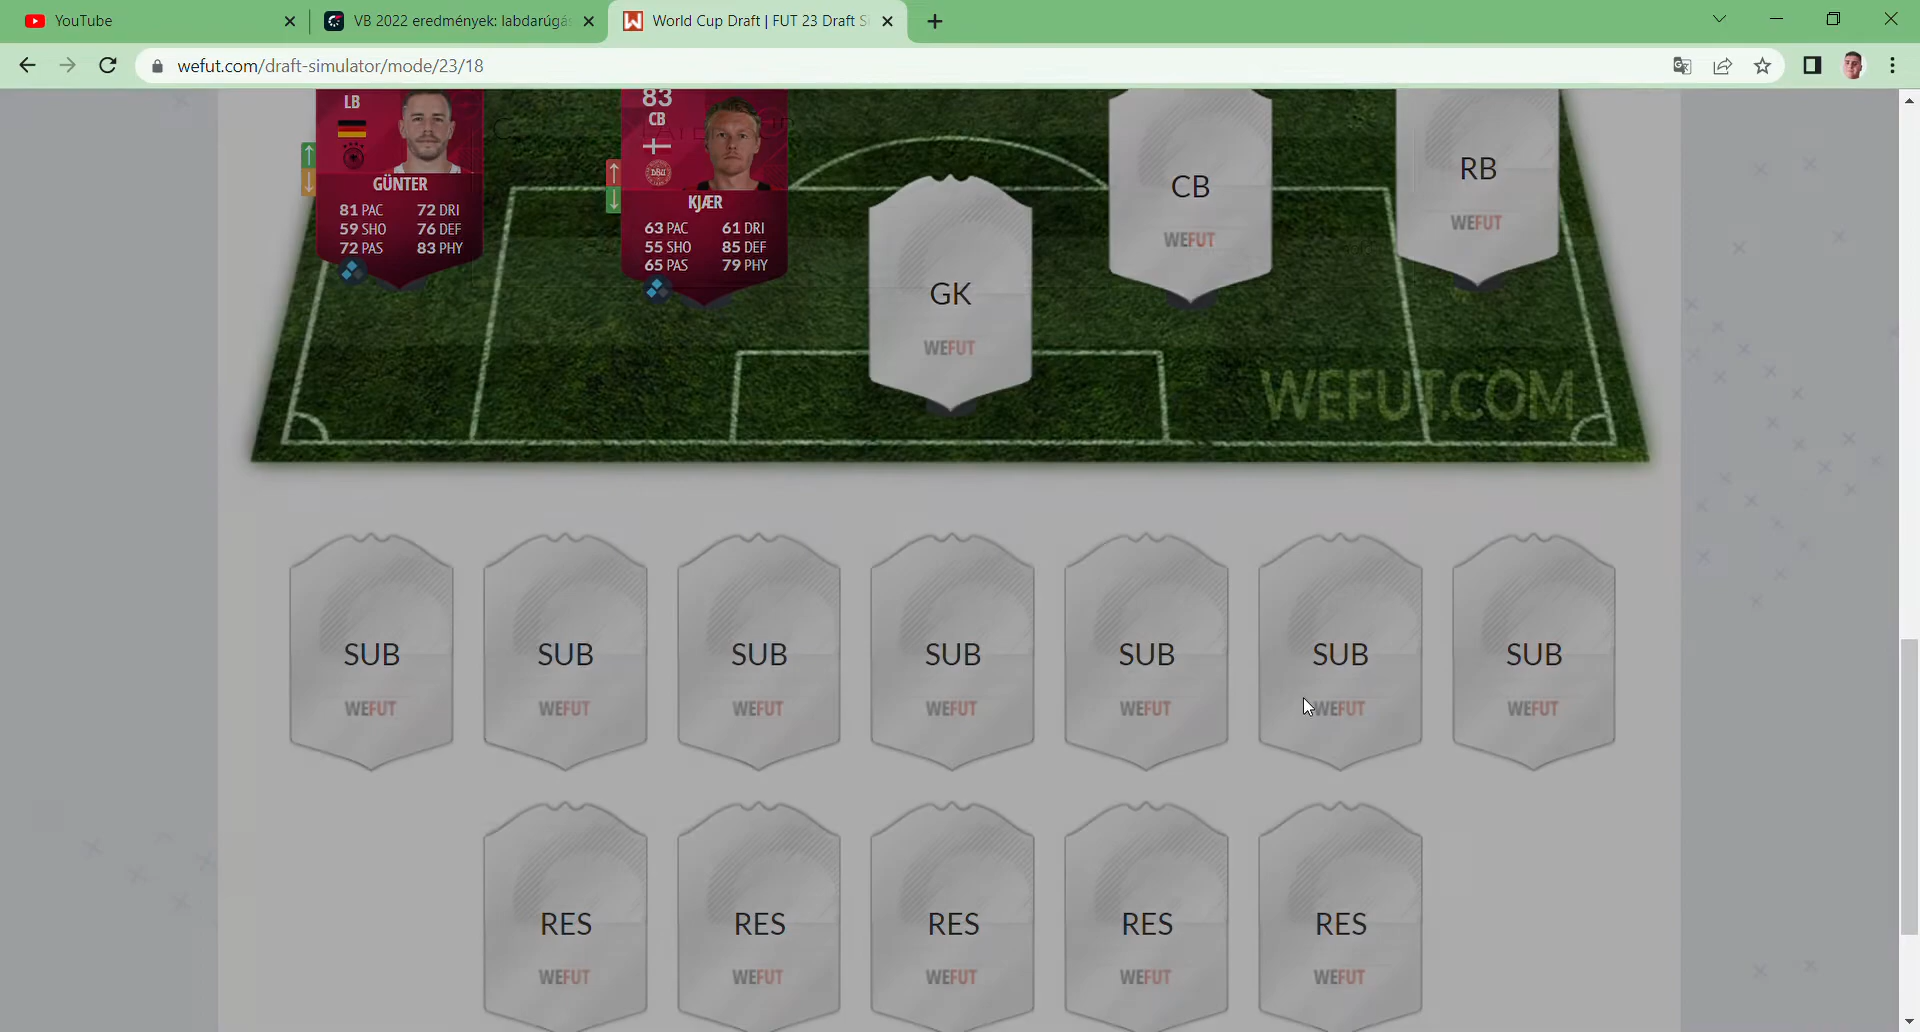 YouTube
VB 2022 eredmények: labdarúgás
World Cup Draft | FUT 23 Draft Si
wefut.com/draft-simulator/mode/23/18
LB
GÜNTER
81 PAC 72 DRI
59 SHO 76 DEF
72 PAS 83 PHY
83
CB
DBU
KJÆR
63 PAC 61 DRI
55 SHO 85 DEF
65 PAS 79 PHY
GK
WEFUT
CB
WEFUT
RB
WEFUT
WEFUT.COM
SUB SUB SUB SUB SUB SUB SUB
WEFUT WEFUT WEFUT WEFUT WEFUT WEFUT WEFUT
RES RES RES RES RES
WEFUT WEFUT WEFUT WEFUT WEFUT